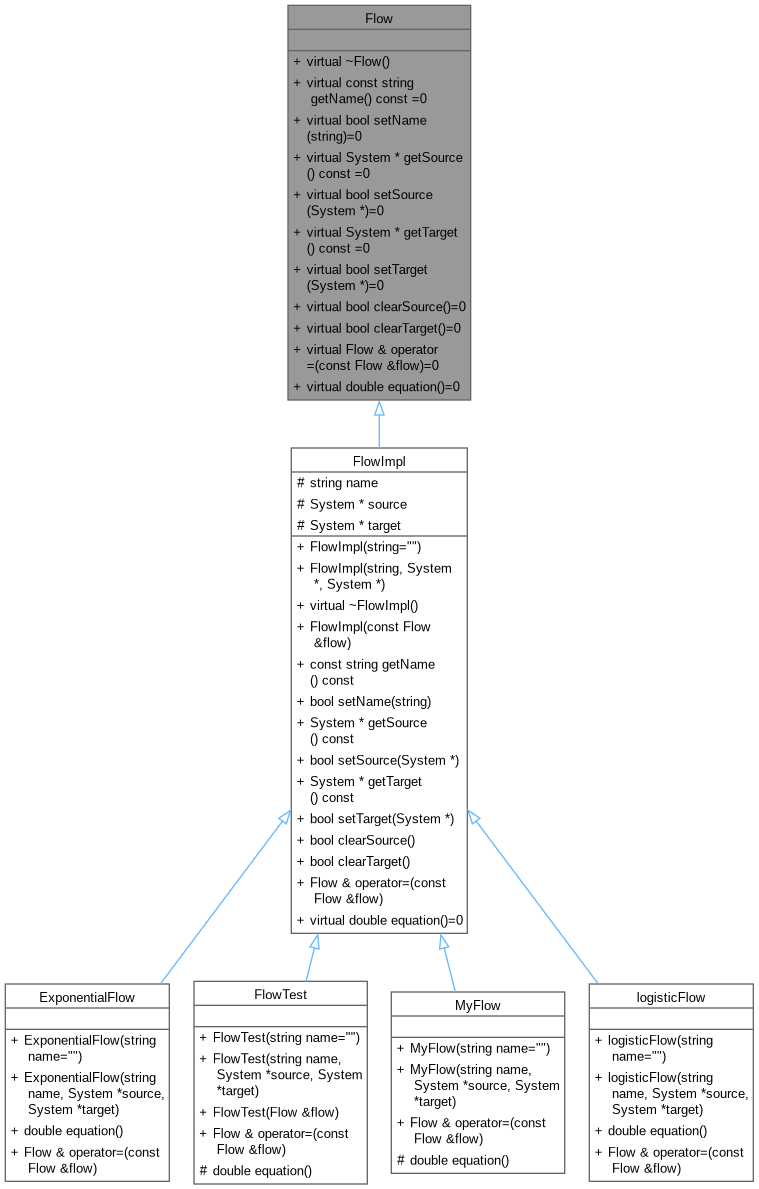 Flow
+ virtual ~Flow()
+ virtual const string
getName() const =0
+ virtual bool setName
(string)=0
+ virtual System * getSource
() const =0
+ virtual bool setSource
(System *)=0
+ virtual System * getTarget
() const =0
+ virtual bool setTarget
(System *)=0
+ virtual bool clearSource()=0
+ virtual bool clearTarget()=0
+ virtual Flow & operator
=(const Flow &flow)=0
+ virtual double equation()=0
FlowImpl
# string name
# System * source
# System * target
+ FlowImpl(string="")
+ FlowImpl(string, System
*, System *)
+ virtual ~FlowImpl()
+ FlowImpl(const Flow
&flow)
+ const string getName
() const
+ bool setName(string)
+ System * getSource
() const
+ bool setSource(System *)
+ System * getTarget
() const
+ bool setTarget(System *)
+ bool clearSource()
+ bool clearTarget()
+ Flow & operator=(const
Flow &flow)
+ virtual double equation()=0
ExponentialFlow
+ ExponentialFlow(string
name="")
+ ExponentialFlow(string
name, System *source,
System *target)
+ double equation()
+ Flow & operator=(const
Flow &flow)
FlowTest
+ FlowTest(string name="")
+ FlowTest(string name,
System *source, System
*target)
+ FlowTest(Flow &flow)
+ Flow & operator=(const
Flow &flow)
# double equation()
MyFlow
+ MyFlow(string name="")
+ MyFlow(string name,
System *source, System
*target)
+ Flow & operator=(const
Flow &flow)
# double equation()
logisticFlow
+ logisticFlow(string
name="")
+ logisticFlow(string
name, System *source,
System *target)
+ double equation()
+ Flow & operator=(const
Flow &flow)